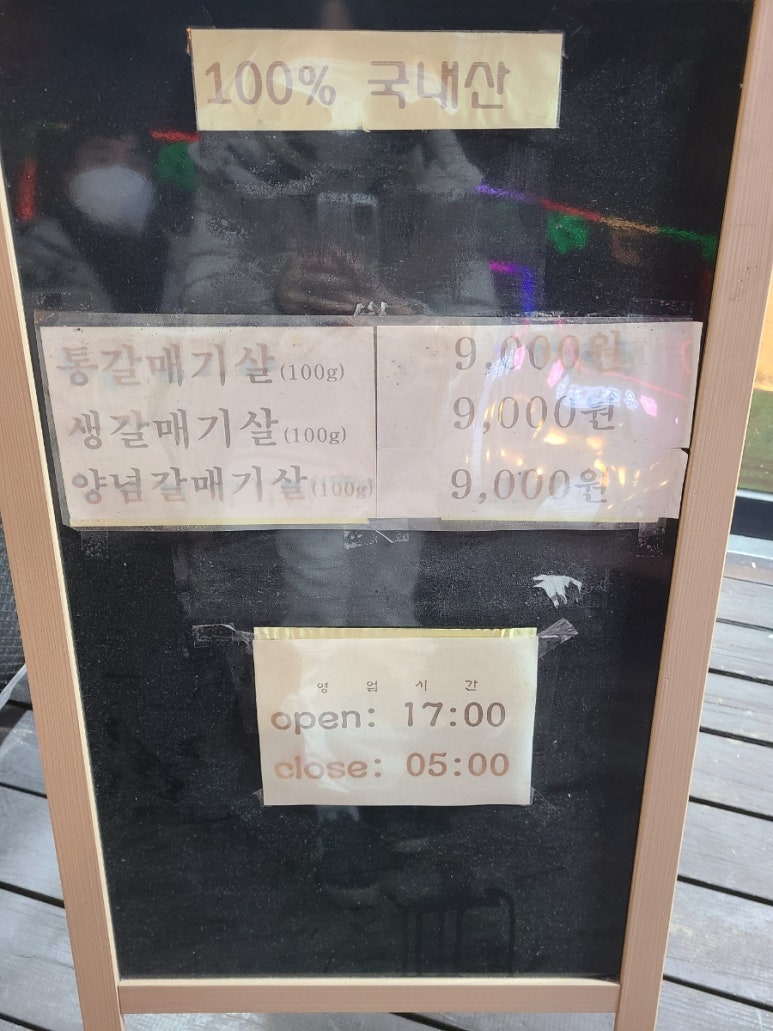 100% 국내산
통갈매기살(100g) 9,000원
생갈매기살(100g) 9,000원
양념갈매기살(100g) 9,000원
영 업 시 간
open: 17:00
close: 05:00